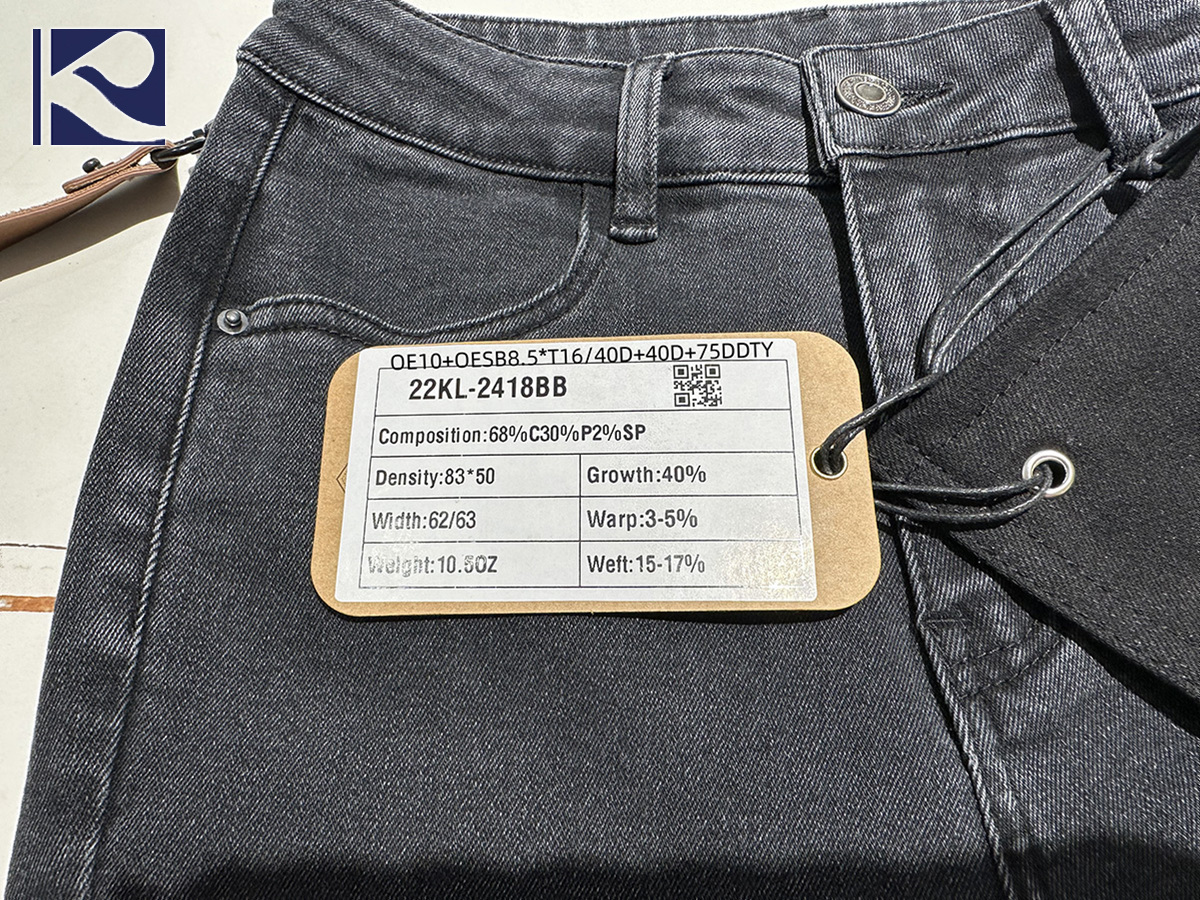 OE10+OESB8.5*T16/40D+40D+75DDTY
22KL-2418BB
Composition:68%C30%P2%SP
Density:83*50
Growth:40%
Width:62/63
Warp:3-5%
Weight:10.5OZ
Weft:15-17%